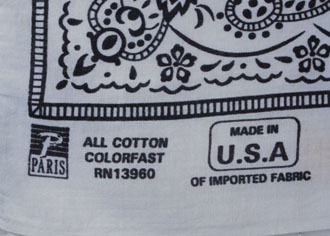 PARIS
ALL COTTON
COLORFAST
RN13960
MADE IN
U.S.A
OF IMPORTED FABRIC